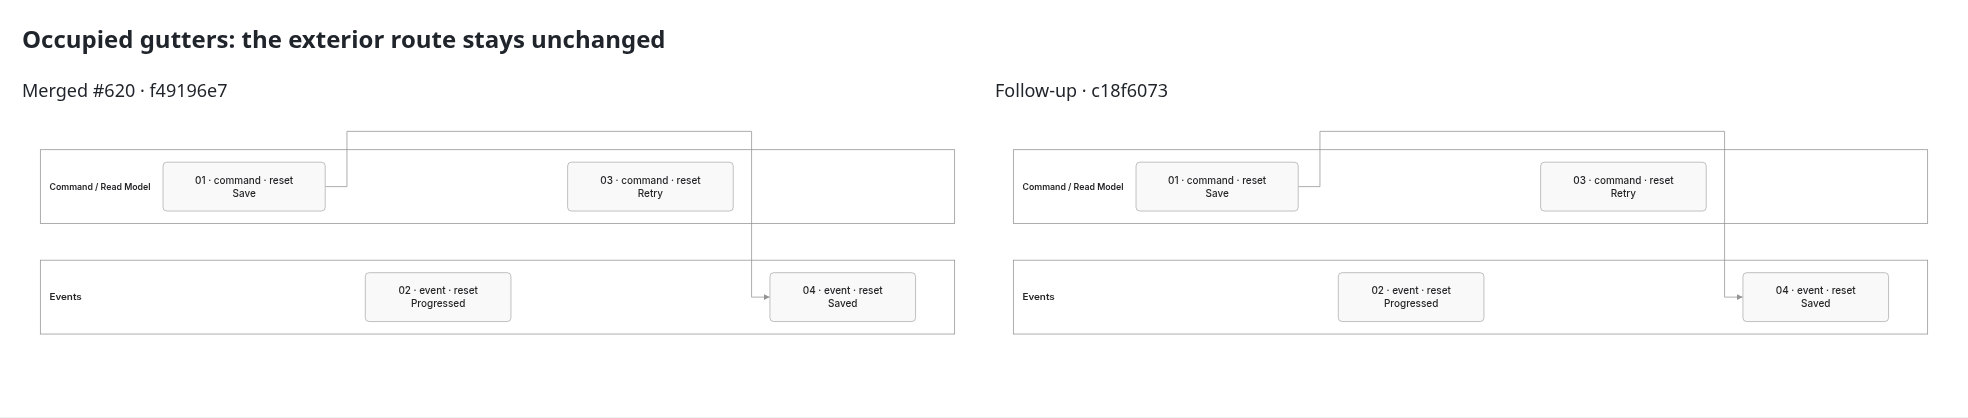 Occupied gutters: the exterior route stays unchanged
Merged #620 · f49196e7
Command / Read Model
01 · command · reset
Save
03 · command · reset
Retry
Events
02 · event · reset
Progressed
04 · event · reset
Saved
Follow-up · c18f6073
Command / Read Model
01 · command · reset
Save
03 · command · reset
Retry
Events
02 · event · reset
Progressed
04 · event · reset
Saved